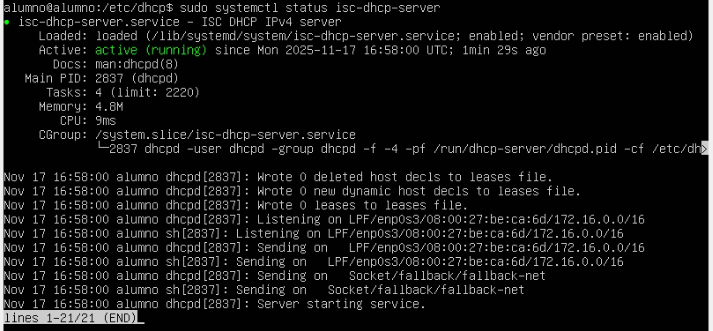 alumno@alumno:/etc/dhcp$ sudo systemctl status isc-dhcp-server
● isc-dhcp-server.service - ISC DHCP IPv4 server
Loaded: loaded (/lib/systemd/system/isc-dhcp-server.service; enabled; vendor preset: enabled)
Active: active (running) since Mon 2025-11-17 16:58:00 UTC; 1min 29s ago
Docs: man:dhcpd(8)
Main PID: 2837 (dhcpd)
Tasks: 4 (limit: 2220)
Memory: 4.8M
CPU: 9ms
CGroup: /system.slice/isc-dhcp-server.service
└─2837 dhcpd -user dhcpd -group dhcpd -f -4 -pf /run/dhcp-server/dhcpd.pid -cf /etc/dh>
Nov 17 16:58:00 alumno dhcpd[2837]: Wrote 0 deleted host decls to leases file.
Nov 17 16:58:00 alumno dhcpd[2837]: Wrote 0 new dynamic host decls to leases file.
Nov 17 16:58:00 alumno dhcpd[2837]: Wrote 0 leases to leases file.
Nov 17 16:58:00 alumno dhcpd[2837]: Listening on LPF/enp0s3/08:00:27:be:ca:6d/172.16.0.0/16
Nov 17 16:58:00 alumno sh[2837]: Listening on LPF/enp0s3/08:00:27:be:ca:6d/172.16.0.0/16
Nov 17 16:58:00 alumno dhcpd[2837]: Sending on   LPF/enp0s3/08:00:27:be:ca:6d/172.16.0.0/16
Nov 17 16:58:00 alumno sh[2837]: Sending on   LPF/enp0s3/08:00:27:be:ca:6d/172.16.0.0/16
Nov 17 16:58:00 alumno dhcpd[2837]: Sending on   Socket/fallback/fallback-net
Nov 17 16:58:00 alumno sh[2837]: Sending on   Socket/fallback/fallback-net
Nov 17 16:58:00 alumno dhcpd[2837]: Server starting service.
lines 1-21/21 (END)